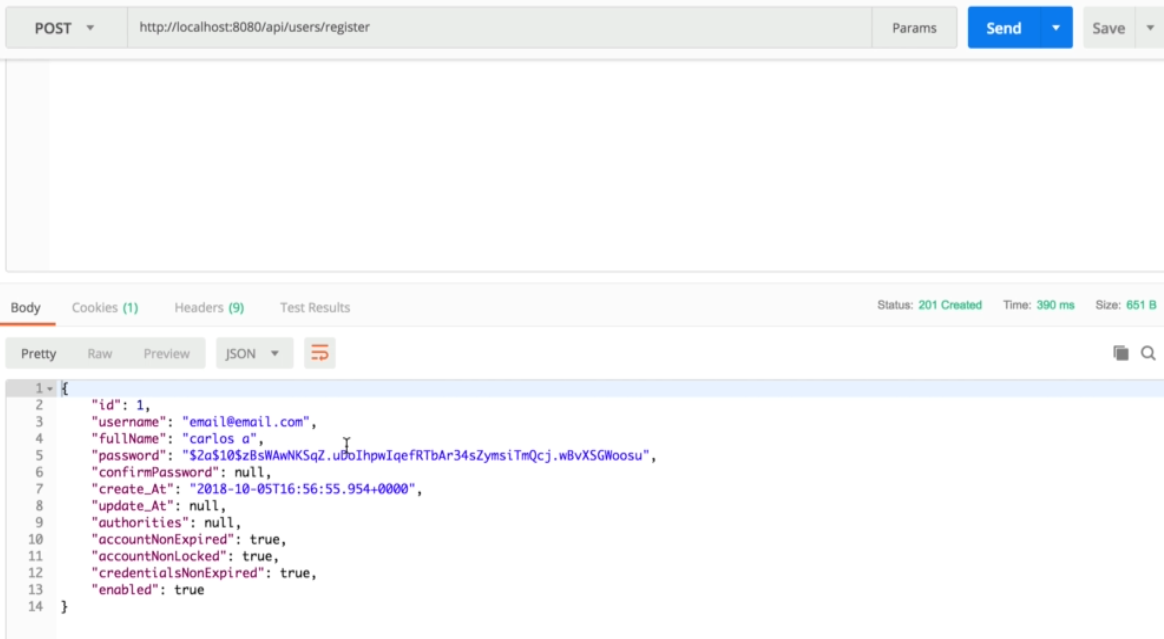 POST http://localhost:8080/api/users/register Params Send Save
Body Cookies (1) Headers (9) Test Results Status: 201 Created Time: 390 ms Size: 651 B
Pretty Raw Preview JSON
1 {
2 "id": 1,
3 "username": "email@email.com",
4 "fullName": "carlos a",
5 "password": "$2a$10$zBsWAwNKSqZ.uDoIhpwIqefRTbAr34sZymsiTmQcj.wBvXSGWoosu",
6 "confirmPassword": null,
7 "create_At": "2018-10-05T16:56:55.954+0000",
8 "update_At": null,
9 "authorities": null,
10 "accountNonExpired": true,
11 "accountNonLocked": true,
12 "credentialsNonExpired": true,
13 "enabled": true
14 }